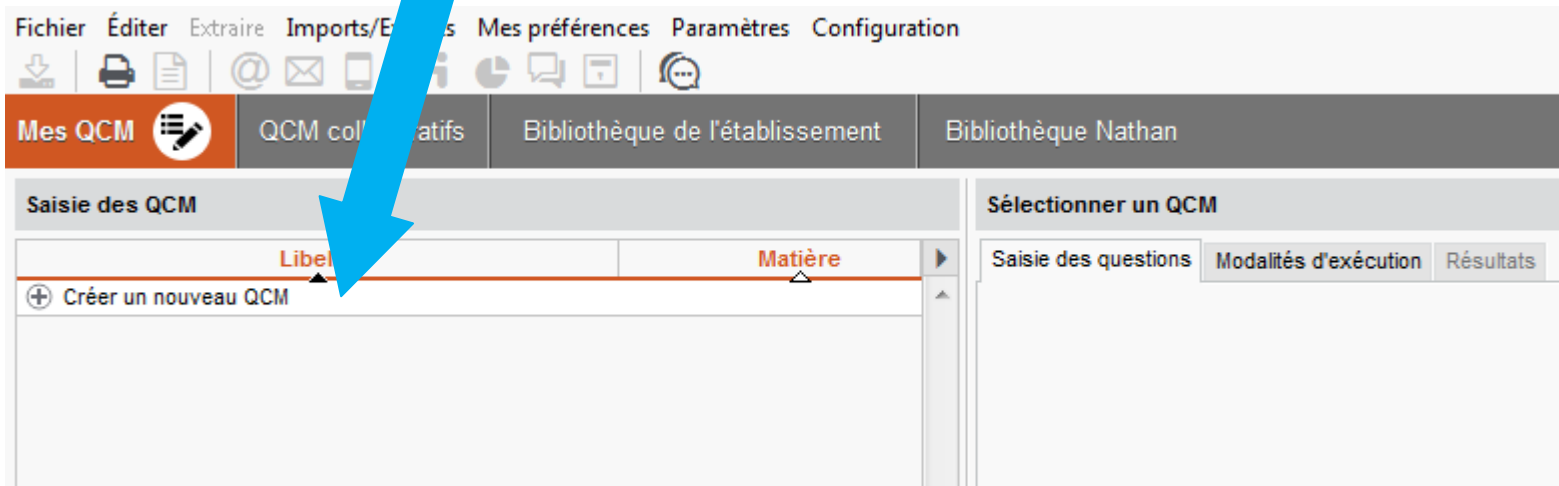 Fichier Éditer Extraire Mes préférences Paramètres Configuration
Mes QCM QCM Bibliothèque de l'établissement Bibliothèque Nathan
Saisie des QCM
Sélectionner un QCM
Matière
Saisie des questions Modalités d'exécution Résultats
Créer un nouveau QCM